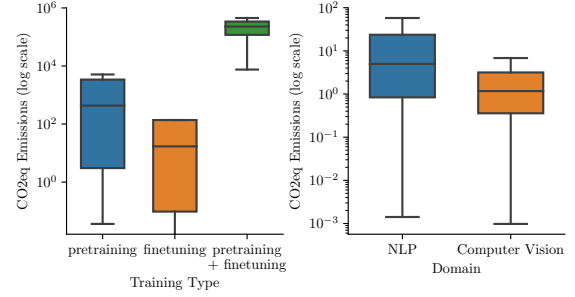 CO2eq Emissions (log scale)
10^6
10^4
10^2
10^0
pretraining finetuning pretraining
+ finetuning
Training Type
CO2eq Emissions (log scale)
10^2
10^1
10^0
10^−1
10^−2
10^−3
NLP Computer Vision
Domain